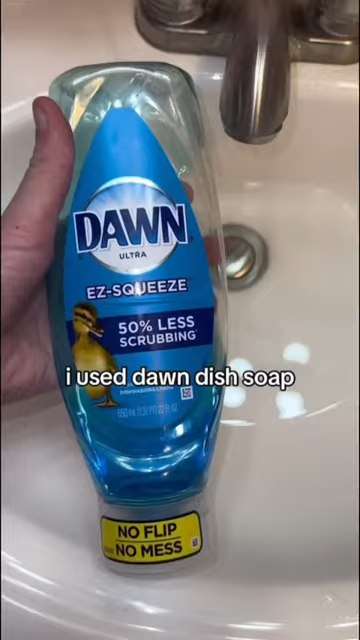 DAWN
ULTRA
EZ-SQUEEZE
50% LESS
SCRUBBING
i used dawn dish soap
NO FLIP
NO MESS